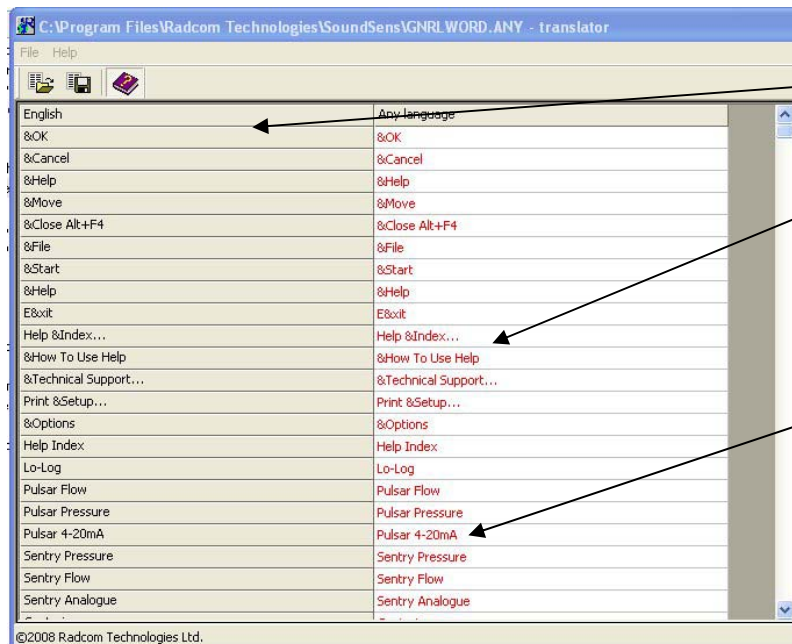 C:\Program Files\Radcom Technologies\SoundSens\GNRLWORD.ANY - translator
File Help
English Any language
&OK &OK
&Cancel &Cancel
&Help &Help
&Move &Move
&Close Alt+F4 &Close Alt+F4
&File &File
&Start &Start
&Help &Help
E&xit E&xit
Help &Index... Help &Index...
&How To Use Help &How To Use Help
&Technical Support... &Technical Support...
Print &Setup... Print &Setup...
&Options &Options
Help Index Help Index
Lo-Log Lo-Log
Pulsar Flow Pulsar Flow
Pulsar Pressure Pulsar Pressure
Pulsar 4-20mA Pulsar 4-20mA
Sentry Pressure Sentry Pressure
Sentry Flow Sentry Flow
Sentry Analogue Sentry Analogue
©2008 Radcom Technologies Ltd.